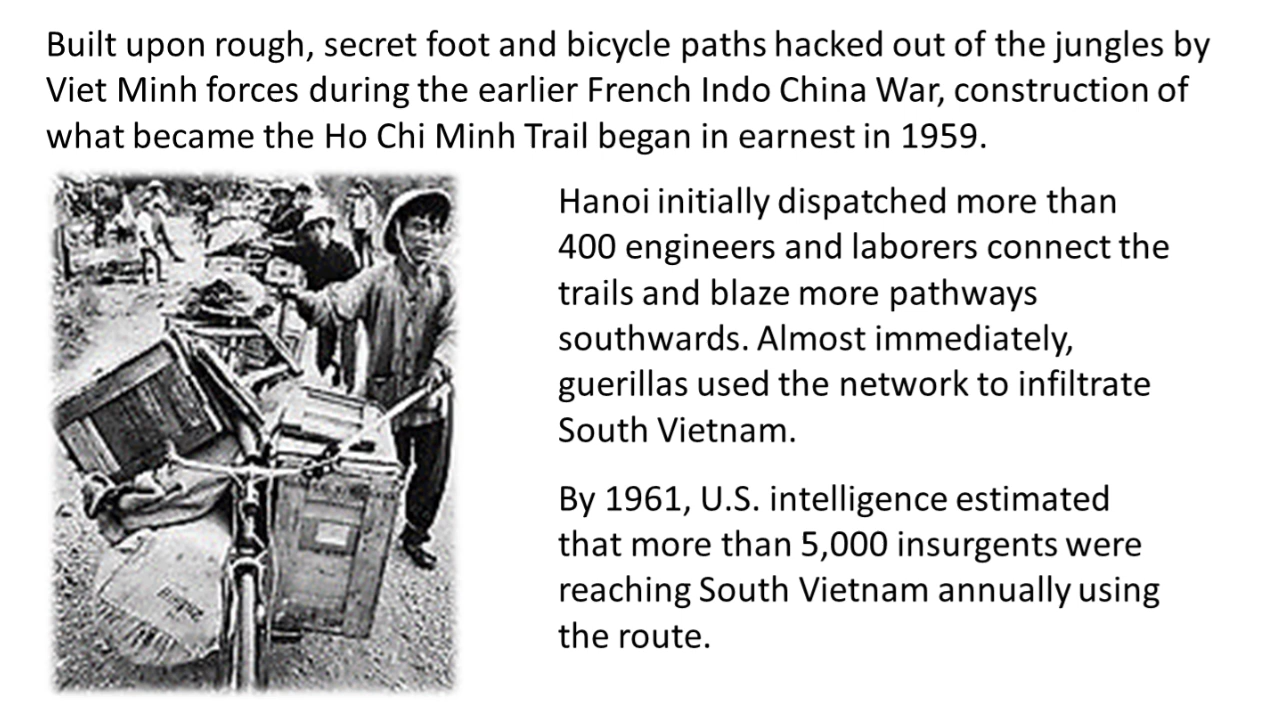 Built upon rough, secret foot and bicycle paths hacked out of the jungles by
Viet Minh forces during the earlier French Indo China War, construction of
what became the Ho Chi Minh Trail began in earnest in 1959.
Hanoi initially dispatched more than
400 engineers and laborers connect the
trails and blaze more pathways
southwards. Almost immediately,
guerillas used the network to infiltrate
South Vietnam.
By 1961, U.S. intelligence estimated
that more than 5,000 insurgents were
reaching South Vietnam annually using
the route.